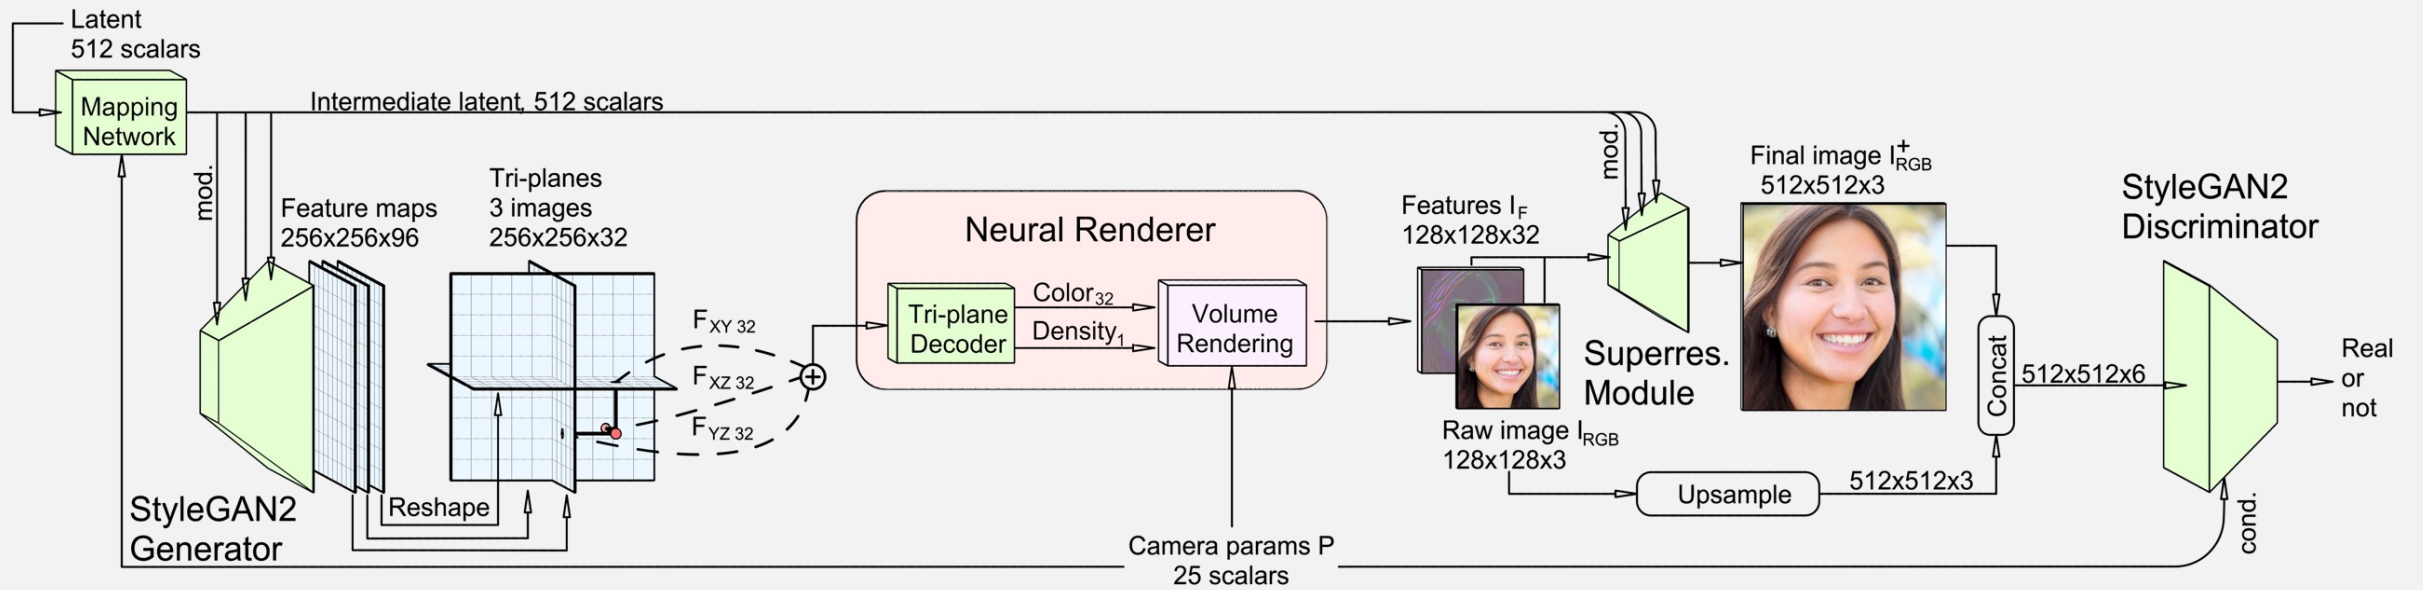 Latent
512 scalars
Mapping
Network
Intermediate latent, 512 scalars
mod.
Feature maps
256x256x96
StyleGAN2
Generator
Reshape
Tri-planes
3 images
256x256x32
F_XY 32
F_XZ 32
F_YZ 32
+
Neural Renderer
Tri-plane
Decoder
Color_32
Density_1
Volume
Rendering
Camera params P
25 scalars
Features I_F
128x128x32
Raw image I_RGB
128x128x3
mod.
Superres.
Module
Upsample
512x512x3
Final image I^+_RGB
512x512x3
Concat
512x512x6
StyleGAN2
Discriminator
cond.
Real
or
not